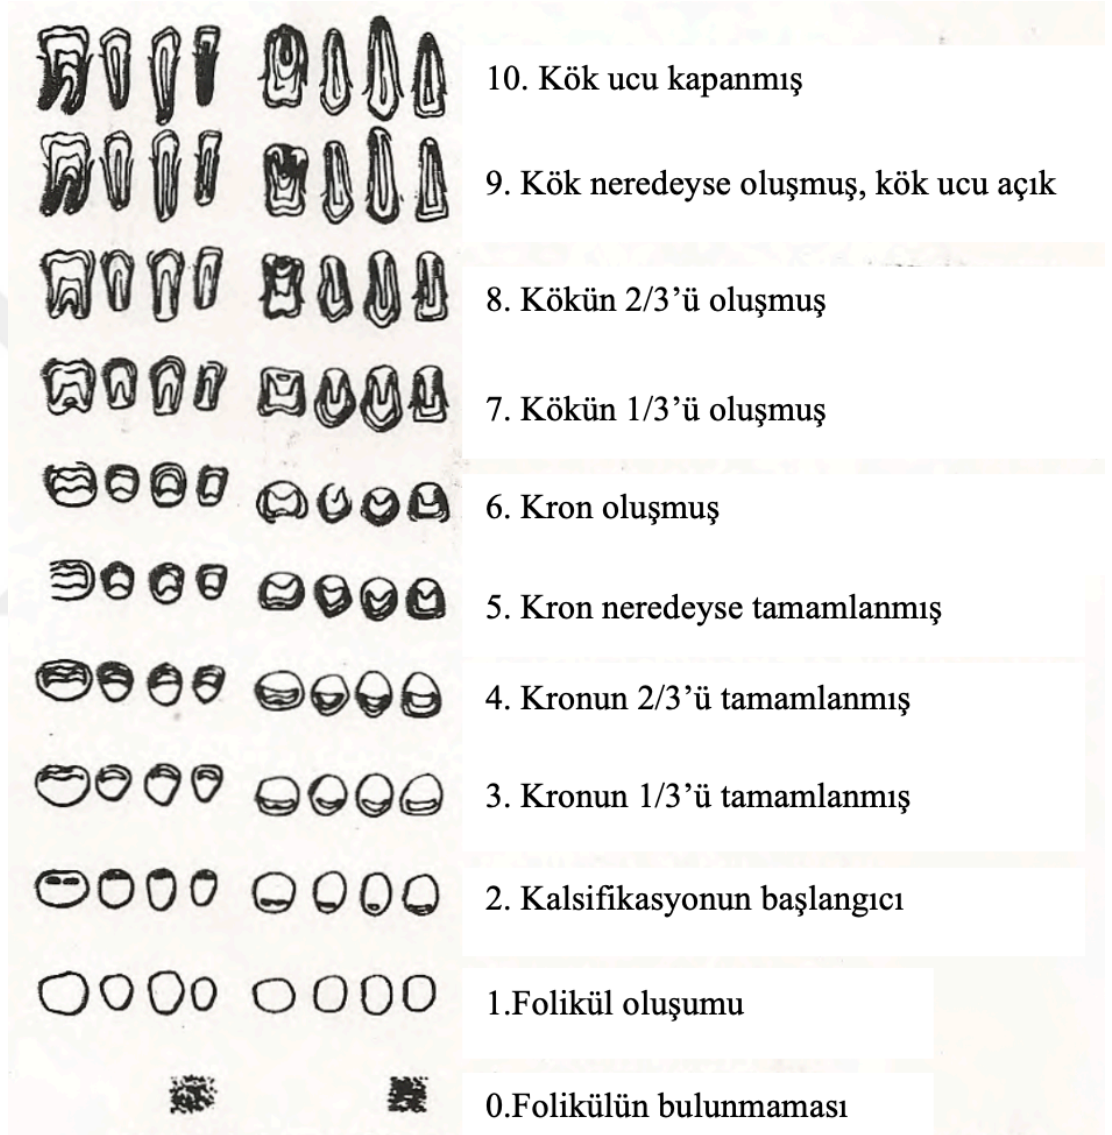 10. Kök ucu kapanmış
9. Kök neredeyse oluşmuş, kök ucu açık
8. Kökün 2/3’ü oluşmuş
7. Kökün 1/3’ü oluşmuş
6. Kron oluşmuş
5. Kron neredeyse tamamlanmış
4. Kronun 2/3’ü tamamlanmış
3. Kronun 1/3’ü tamamlanmış
2. Kalsifikasyonun başlangıcı
1.Folikül oluşumu
0.Folikülün bulunmaması